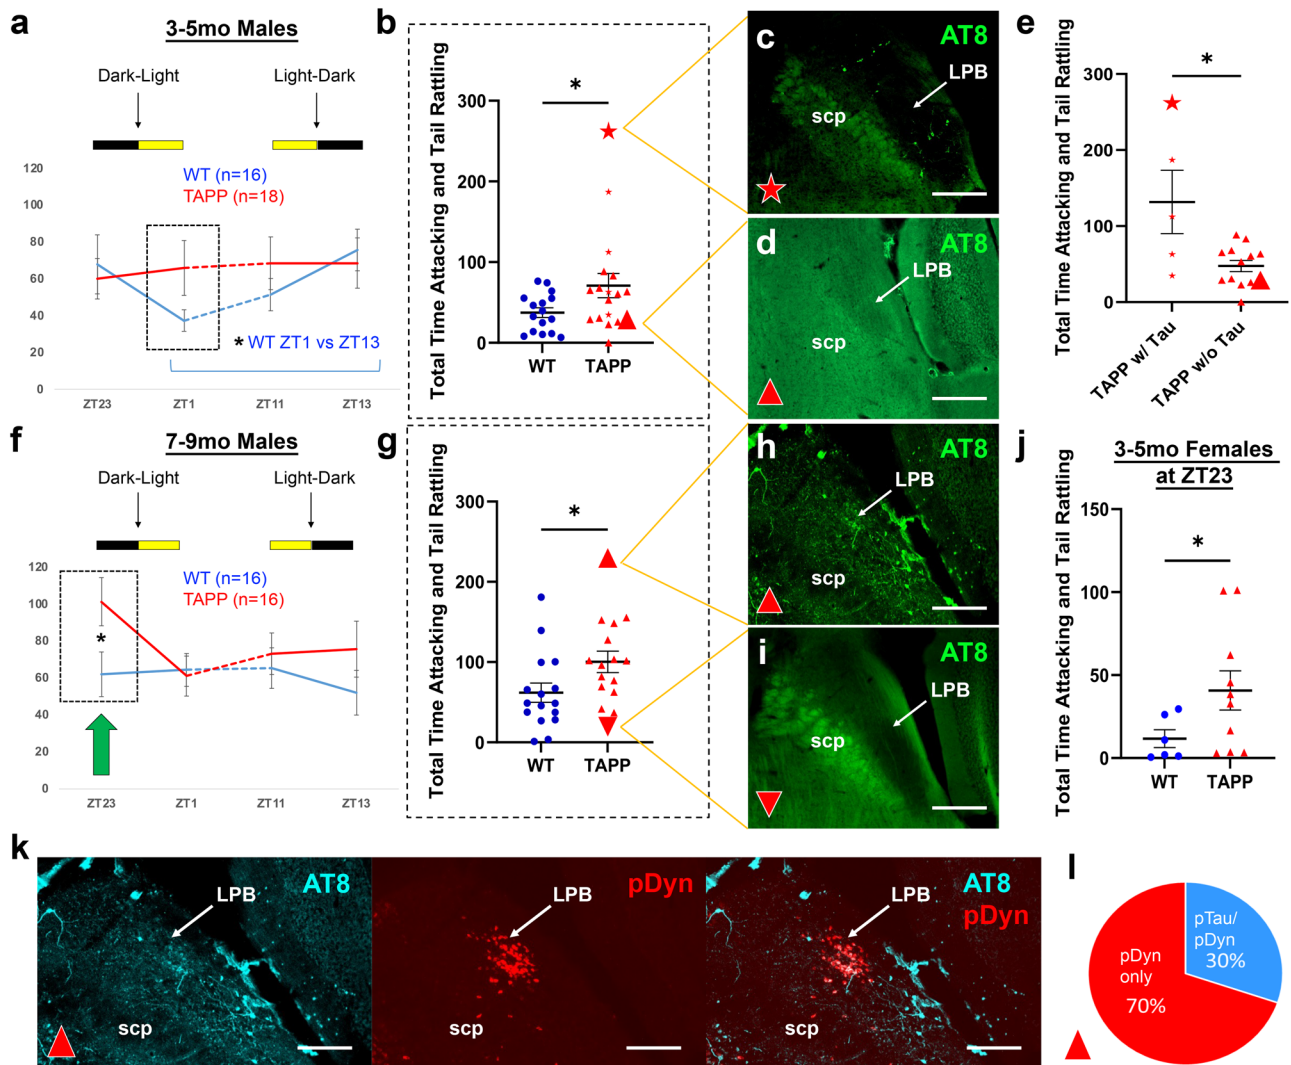 a
3-5mo Males
Dark-Light
Light-Dark
WT (n=16)
TAPP (n=18)
120
100
80
60
40
20
0
* WT ZT1 vs ZT13
ZT23
ZT1
ZT11
ZT13
b
Total Time Attacking and Tail Rattling
300
200
100
0
*
WT
TAPP
c
AT8
LPB
scp
d
AT8
LPB
scp
e
Total Time Attacking and Tail Rattling
300
200
100
0
*
TAPP w/ Tau
TAPP w/o Tau
f
7-9mo Males
Dark-Light
Light-Dark
WT (n=16)
TAPP (n=16)
120
100
80
60
40
20
0
*
ZT23
ZT1
ZT11
ZT13
g
Total Time Attacking and Tail Rattling
300
200
100
0
*
WT
TAPP
h
AT8
LPB
scp
i
AT8
LPB
scp
j
3-5mo Females
at ZT23
Total Time Attacking and Tail Rattling
150
100
50
0
*
WT
TAPP
k
LPB
AT8
scp
LPB
pDyn
scp
LPB
AT8
pDyn
scp
l
pTau/
pDyn
30%
pDyn
only
70%